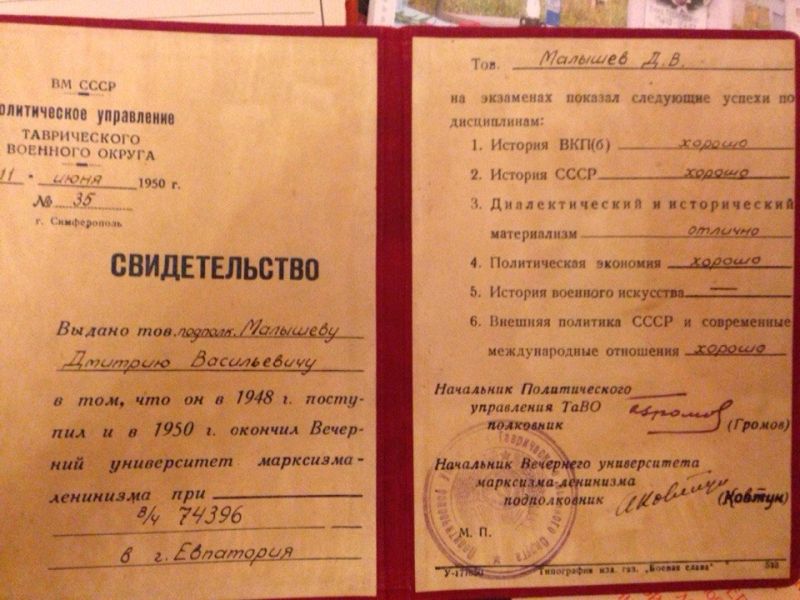 ВМ СССР
олитическое управление
ТАВРИЧЕСКОГО
ВОЕННОГО ОКРУГА
11 • июня 1950 г.
№ 35
г. Симферополь
СВИДЕТЕЛЬСТВО
Выдано тов. подполк. Малышеву
Дмитрию Васильевичу
в том, что он в 1948 г. посту-
пил и в 1950 г. окончил Вечер-
ний университет марксизма-
ленинизма при
в/ч 74396
в г. Евпатория
Тов. Малышев Д. В.
на экзаменах показал следующие успехи по
дисциплинам:
1. История ВКП(б) хорошо
2. История СССР хорошо
3. Диалектический и исторический
материализм отлично
4. Политическая экономия хорошо
5. История военного искусства —
6. Внешняя политика СССР и современные
международные отношения хорошо
Начальник Политического
управления ТаВО
полковник (Громов)
Начальник Вечернего университета
марксизма-ленинизма
подполковник (Ковтун)
М. П.
Типография изд. газ. „Боевая слава"